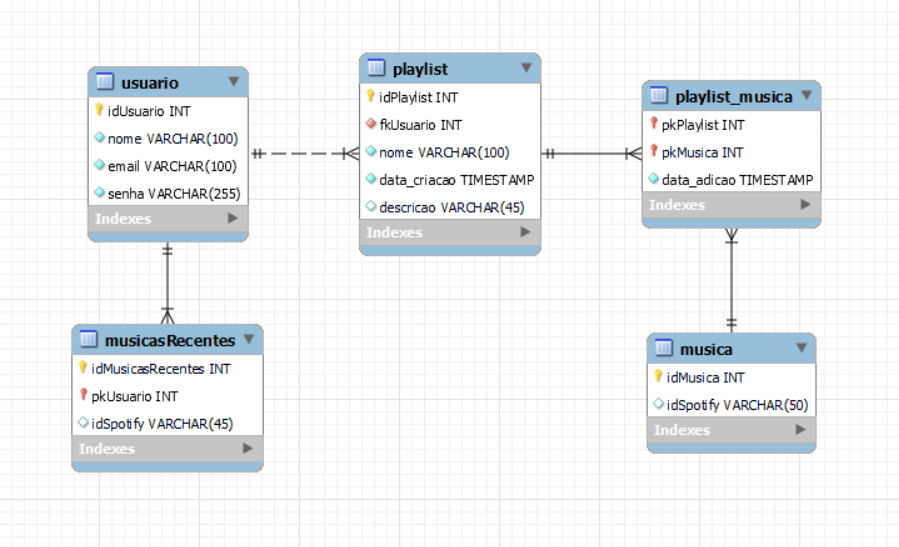 usuario
idUsuario INT
nome VARCHAR(100)
email VARCHAR(100)
senha VARCHAR(255)
Indexes
playlist
idPlaylist INT
fkUsuario INT
nome VARCHAR(100)
data_criacao TIMESTAMP
descricao VARCHAR(45)
Indexes
playlist_musica
pkPlaylist INT
pkMusica INT
data_adicao TIMESTAMP
Indexes
musicasRecentes
idMusicasRecentes INT
pkUsuario INT
idSpotify VARCHAR(45)
Indexes
musica
idMusica INT
idSpotify VARCHAR(50)
Indexes